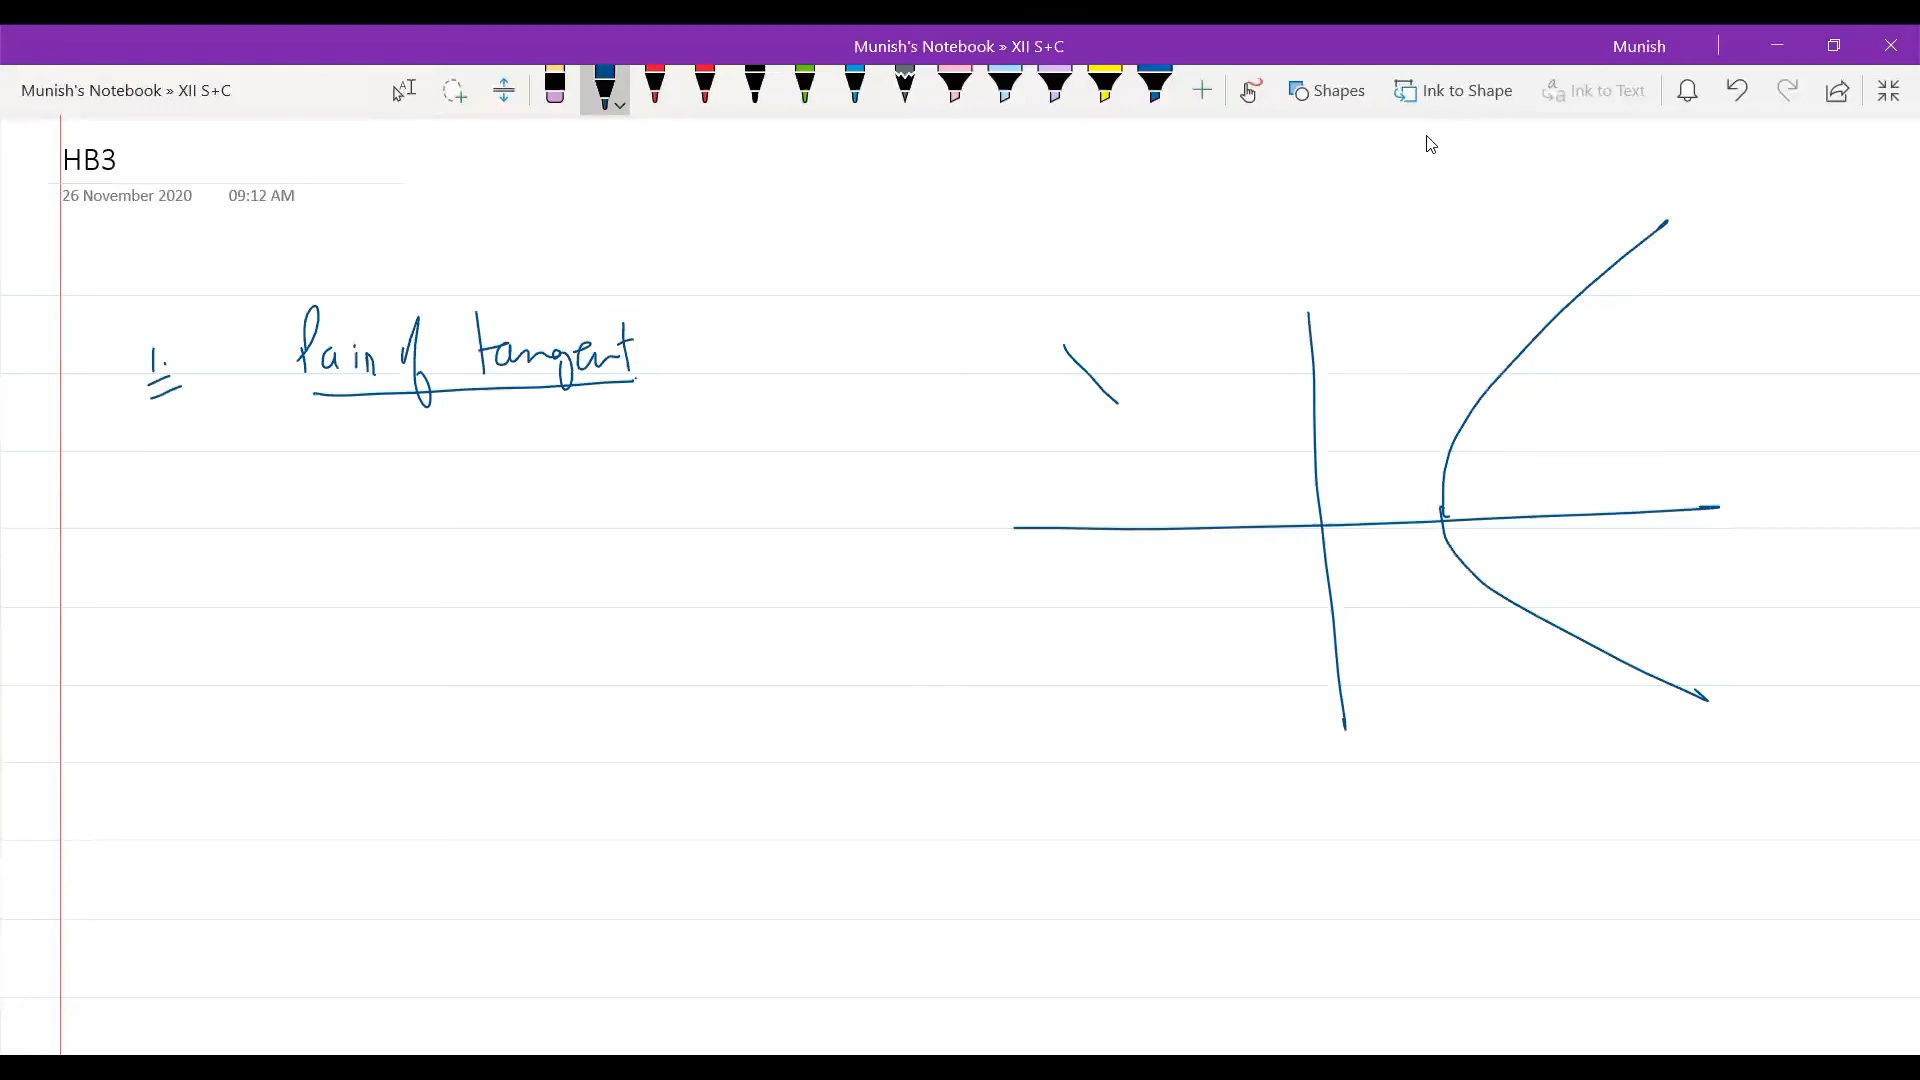 Munish's Notebook » XII S+C
Munish
Munish's Notebook » XII S+C
Shapes
Ink to Shape
Ink to Text
HB3
26 November 2020 09:12 AM
1. Pair of tangent